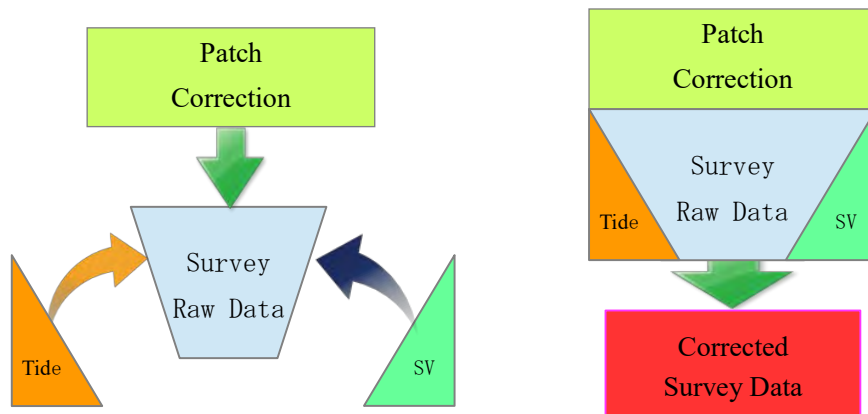 Patch
Correction
Survey
Raw Data
Tide
SV
Patch
Correction
Survey
Raw Data
Tide
SV
Corrected
Survey Data